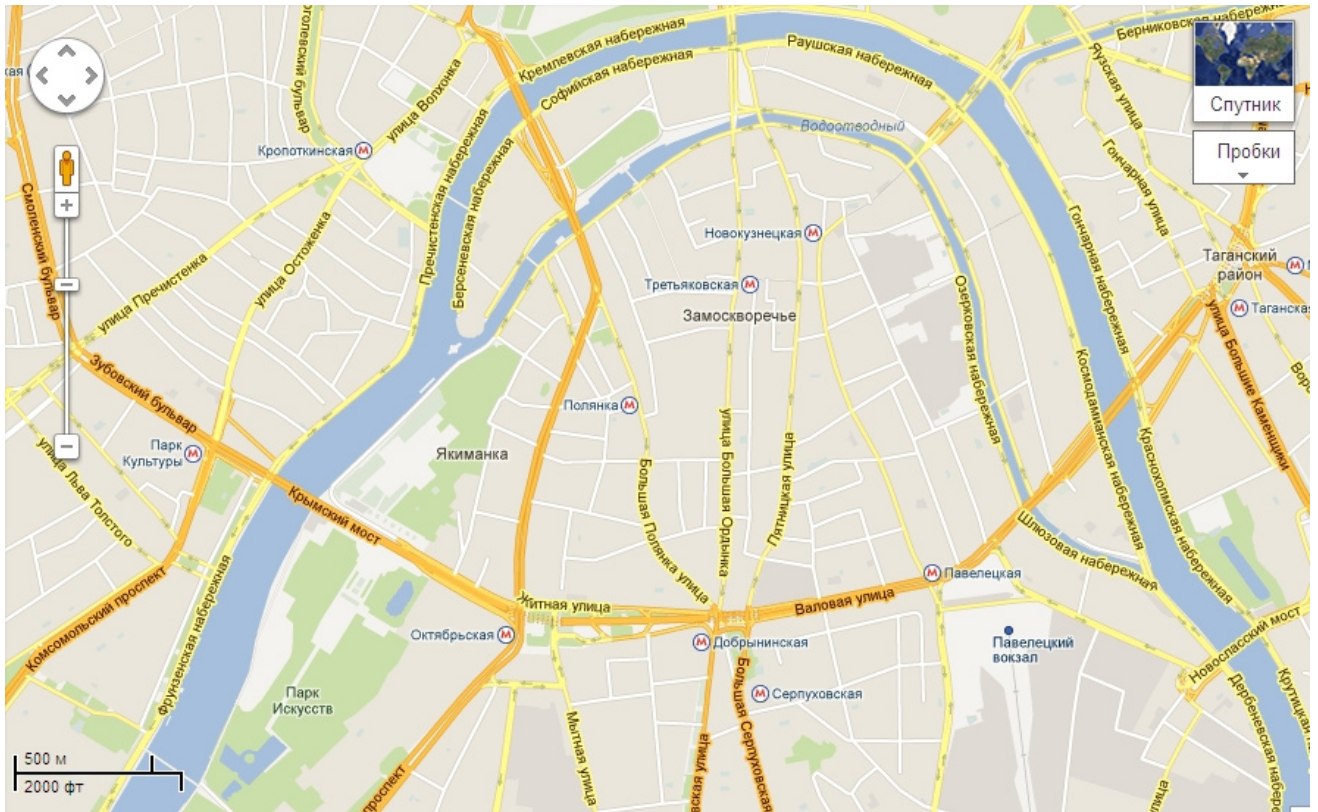 Берниковская набережная
Кремлевская набережная
Раушская набережная
Софийская набережная
Яузская улица
улица Волхонка
Спутник
Водоотводный
Кропоткинская
Пробки
Гончарная улица
Смоленский бульвар
Пречистенская набережная
Берсеневская набережная
улица Остоженка
Новокузнецкая
Гончарная набережная
улица Пречистенка
Третьяковская
Таганский
район
Замоскворечье
Озерковская набережная
Таганская
улица Большие Каменщики
Зубовский бульвар
Полянка
Космодамианская набережная
Парк
Культуры
Якиманка
улица Большая Ордынка
Пятницкая улица
Краснохолмская набережная
улица Льва Толстого
Крымский мост
Большая Полянка улица
Шлюзовая набережная
Павелецкая
Комсомольский проспект
Фрунзенская набережная
Житная улица
Валовая улица
Октябрьская
Добрынинская
Павелецкий
вокзал
Новоспасский мост
Парк
Искусств
Серпуховская
Большая Серпуховская
Мытная улица
Дербеневская
500 м
2000 фт
проспект
улица